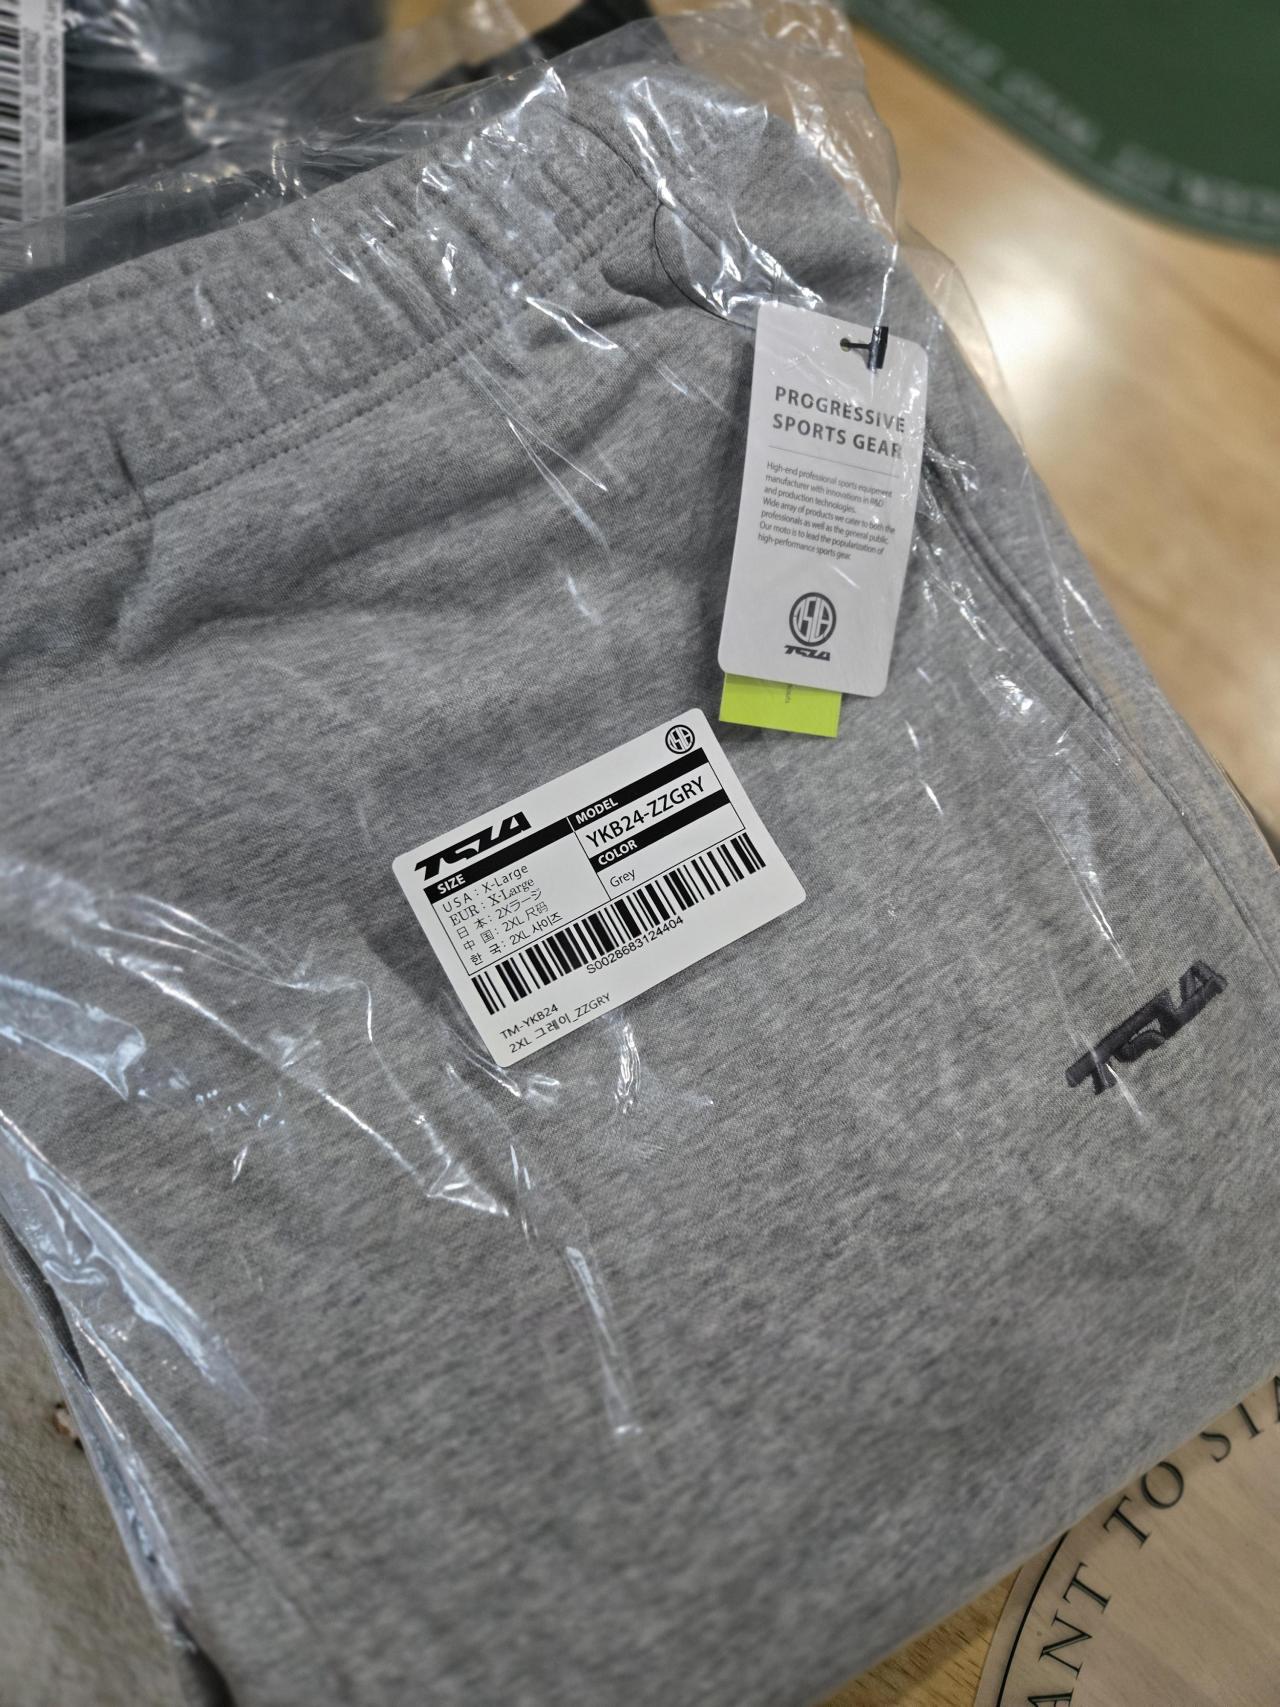 PROGRESSIVE
SPORTS GEAR
High-end professional sports equipment
manufacturer with innovations in R&D
and production technologies.
Wide array of products we cater to both the
professionals as well as the general public.
Our moto is to lead the popularization of
high-performance sports gear.
TSLA
TSLA
SIZE
USA : X-Large
EUR : X-Large
日 本 : 2Xラージ
中 国 : 2XL 尺码
한 국 : 2XL 사이즈
MODEL
YKB24-ZZGRY
COLOR
Grey
S0028683124404
TM-YKB24
2XL 그레이_ZZGRY
TSLA
ANT TO